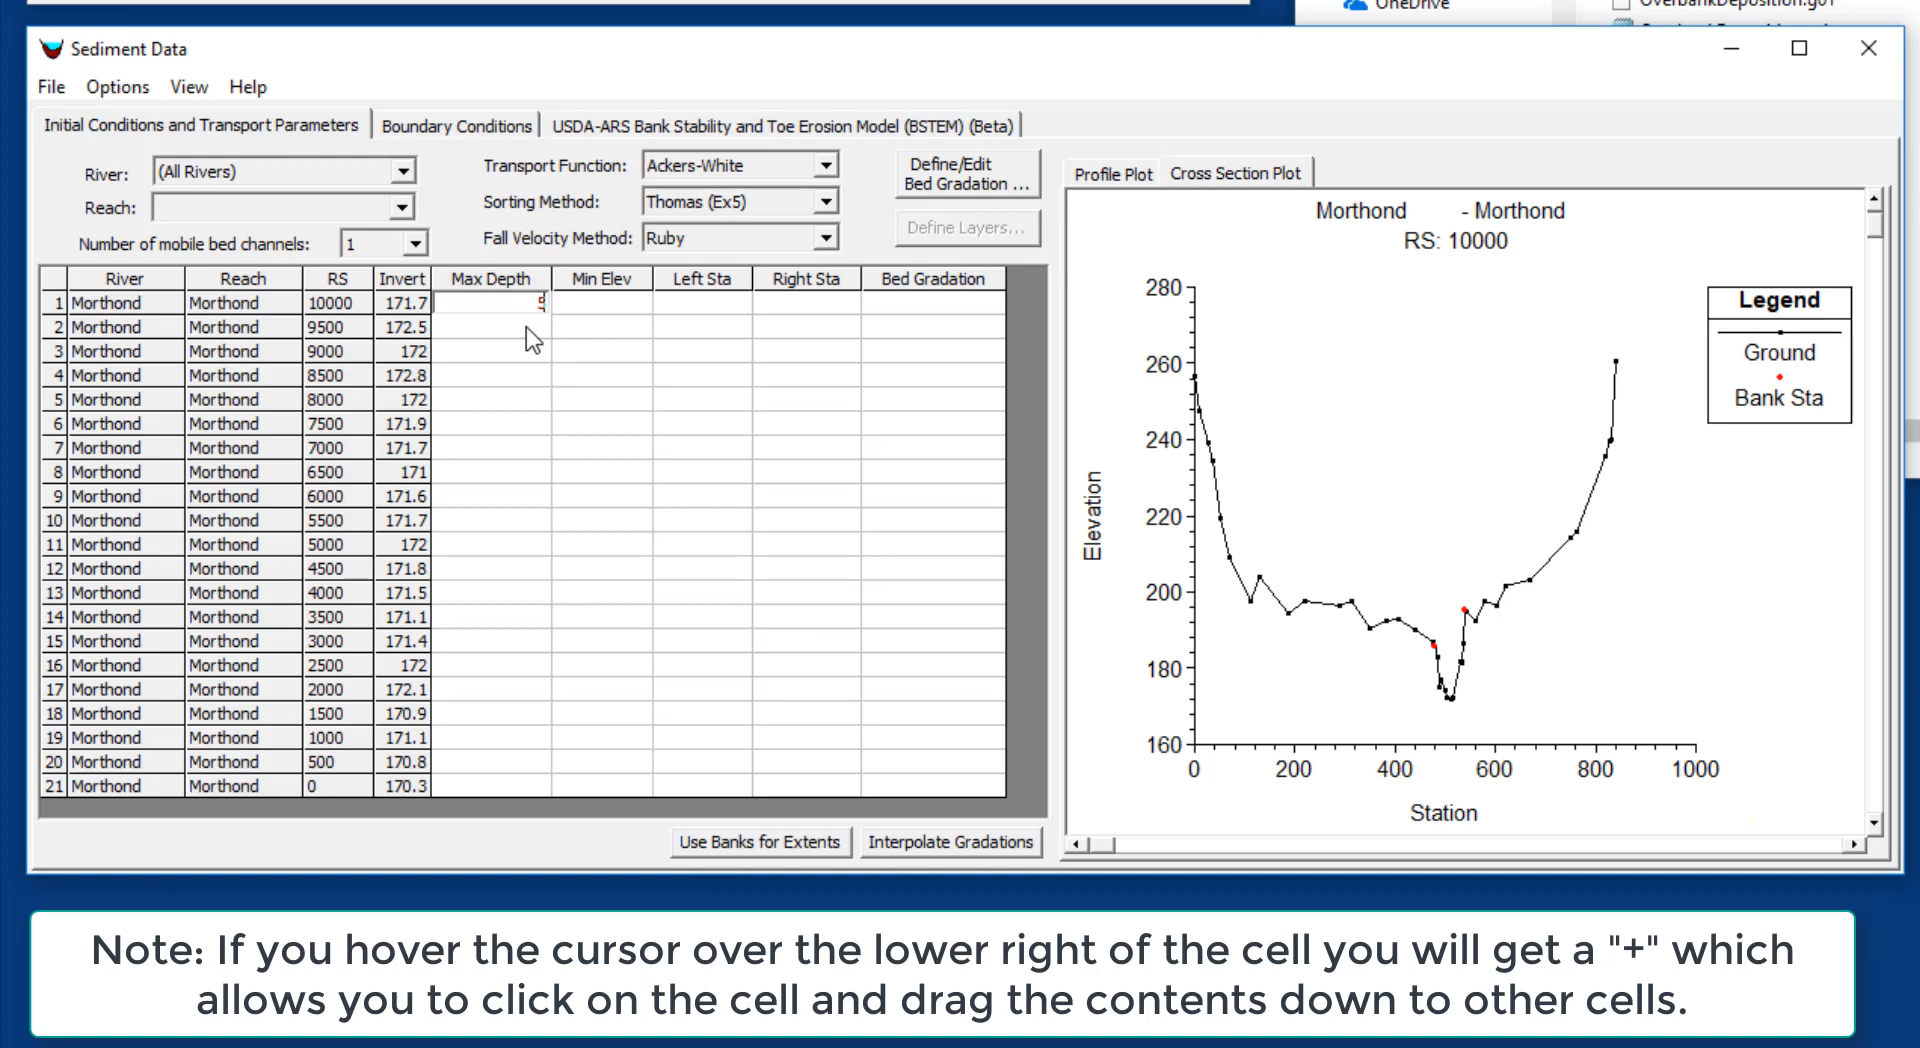 OneDrive
OverbankDeposition.g01
Sediment Data
File Options View Help
Initial Conditions and Transport Parameters Boundary Conditions USDA-ARS Bank Stability and Toe Erosion Model (BSTEM) (Beta)
River: (All Rivers) Transport Function: Ackers-White Define/Edit
Bed Gradation ...
Reach: Sorting Method: Thomas (Ex5)
Number of mobile bed channels: 1 Fall Velocity Method: Ruby Define Layers...
River Reach RS Invert Max Depth Min Elev Left Sta Right Sta Bed Gradation
1 Morthond Morthond 10000 171.7
2 Morthond Morthond 9500 172.5
3 Morthond Morthond 9000 172
4 Morthond Morthond 8500 172.8
5 Morthond Morthond 8000 172
6 Morthond Morthond 7500 171.9
7 Morthond Morthond 7000 171.7
8 Morthond Morthond 6500 171
9 Morthond Morthond 6000 171.6
10 Morthond Morthond 5500 171.7
11 Morthond Morthond 5000 172
12 Morthond Morthond 4500 171.8
13 Morthond Morthond 4000 171.5
14 Morthond Morthond 3500 171.1
15 Morthond Morthond 3000 171.4
16 Morthond Morthond 2500 172
17 Morthond Morthond 2000 172.1
18 Morthond Morthond 1500 170.9
19 Morthond Morthond 1000 171.1
20 Morthond Morthond 500 170.8
21 Morthond Morthond 0 170.3
Use Banks for Extents Interpolate Gradations
Profile Plot Cross Section Plot
Morthond - Morthond
RS: 10000
280
260
240
220
200
180
160
0 200 400 600 800 1000
Elevation
Station
Legend
Ground
Bank Sta
Note: If you hover the cursor over the lower right of the cell you will get a "+" which
allows you to click on the cell and drag the contents down to other cells.